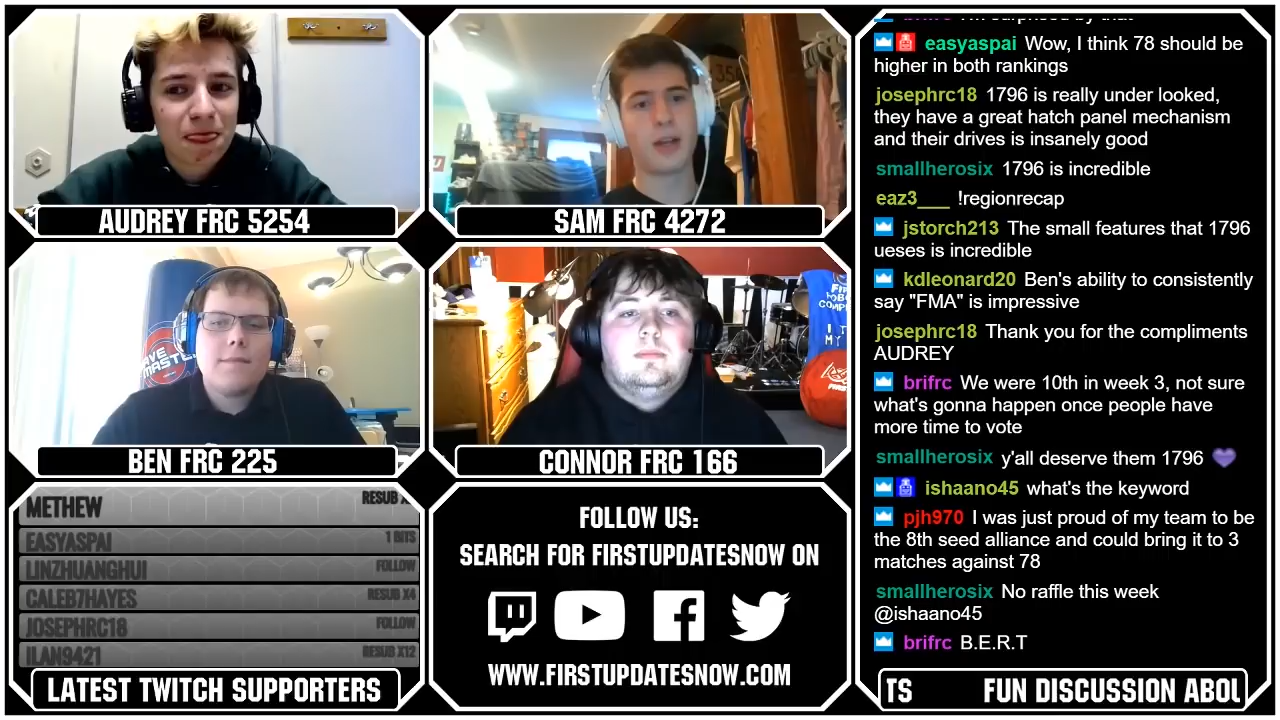 AUDREY FRC 5254
SAM FRC 4272
BEN FRC 225
CONNOR FRC 166
METHEW
EASYASPAI 1 BITS
LINZHUANGHUI FOLLOW
CALEB7HAYES RESUB X4
JOSEPHRC18 FOLLOW
ILAN9421 RESUB X12
LATEST TWITCH SUPPORTERS
FOLLOW US:
SEARCH FOR FIRSTUPDATESNOW ON
WWW.FIRSTUPDATESNOW.COM
easyaspai Wow, I think 78 should be
higher in both rankings
josephrc18 1796 is really under looked,
they have a great hatch panel mechanism
and their drives is insanely good
smallherosix 1796 is incredible
eaz3___ !regionrecap
jstorch213 The small features that 1796
ueses is incredible
kdleonard20 Ben's ability to consistently
say "FMA" is impressive
josephrc18 Thank you for the compliments
AUDREY
brifrc We were 10th in week 3, not sure
what's gonna happen once people have
more time to vote
smallherosix y'all deserve them 1796 💜
ishaano45 what's the keyword
pjh970 I was just proud of my team to be
the 8th seed alliance and could bring it to 3
matches against 78
smallherosix No raffle this week
@ishaano45
brifrc B.E.R.T
TS FUN DISCUSSION ABOU